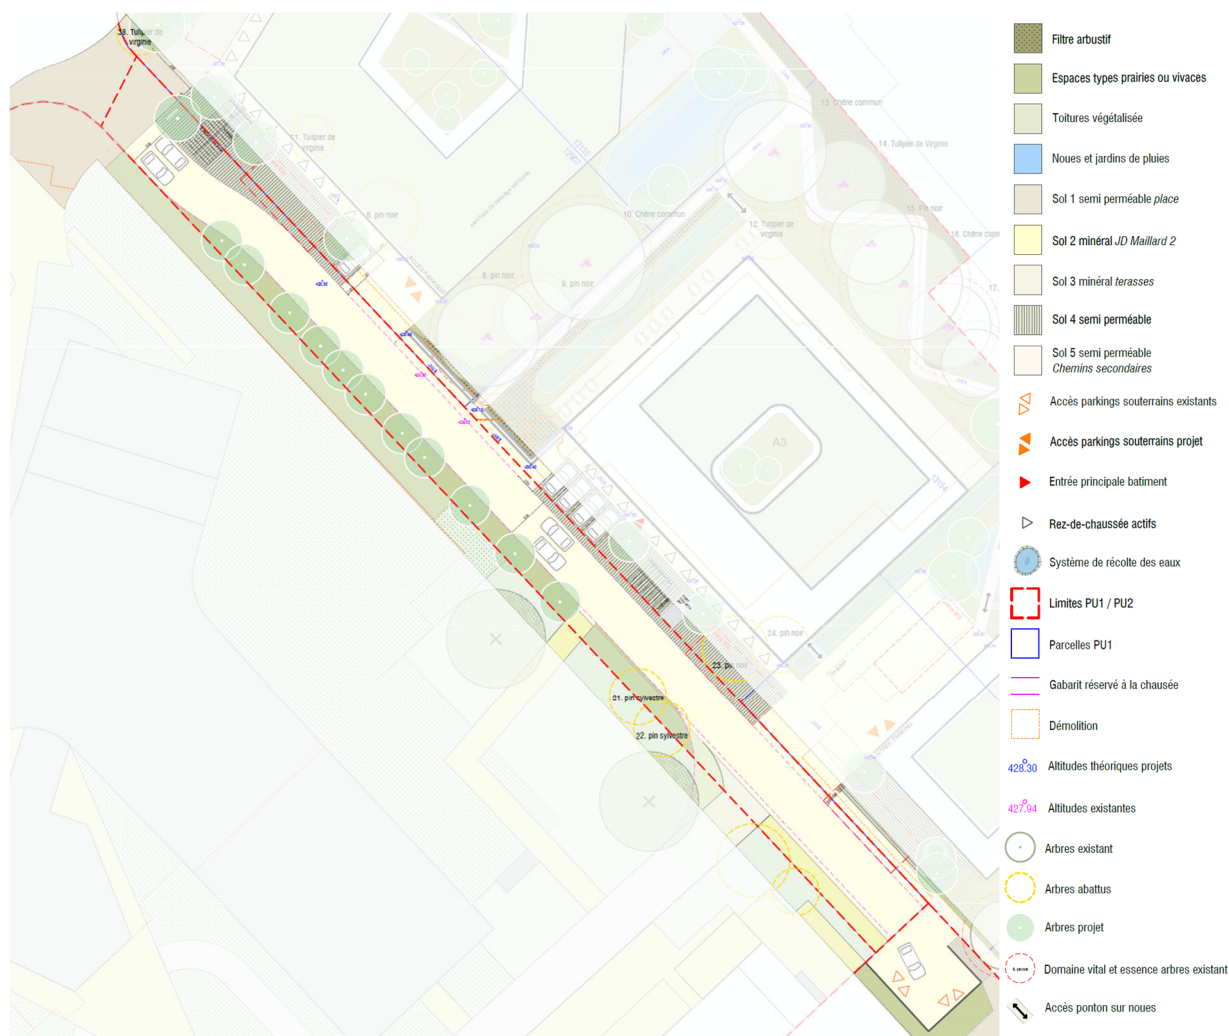 38. Tulipier de
virginie
11. Tulipier de
virginie
6. pin noir
8. pin noir
9. pin noir
10. Chêne commun
12. Tulipier de
virginie
13. Chêne commun
14. Tulipier de Virginie
15. Pin noir
A3
13154
24. pin noir
23. pin noir
21. pin sylvestre
22. pin sylvestre
Filtre arbustif
Espaces types prairies ou vivaces
Toitures végétalisée
Noues et jardins de pluies
Sol 1 semi perméable place
Sol 2 minéral JD Maillard 2
Sol 3 minéral terasses
Sol 4 semi perméable
Sol 5 semi perméable
Chemins secondaires
Accès parkings souterrains existants
Accès parkings souterrains projet
Entrée principale batiment
Rez-de-chaussée actifs
Système de récolte des eaux
Limites PU1 / PU2
Parcelles PU1
Gabarit réservé à la chausée
Démolition
428.30 Altitudes théoriques projets
427.94 Altitudes existantes
Arbres existant
Arbres abattus
Arbres projet
Domaine vital et essence arbres existant
Accès ponton sur noues